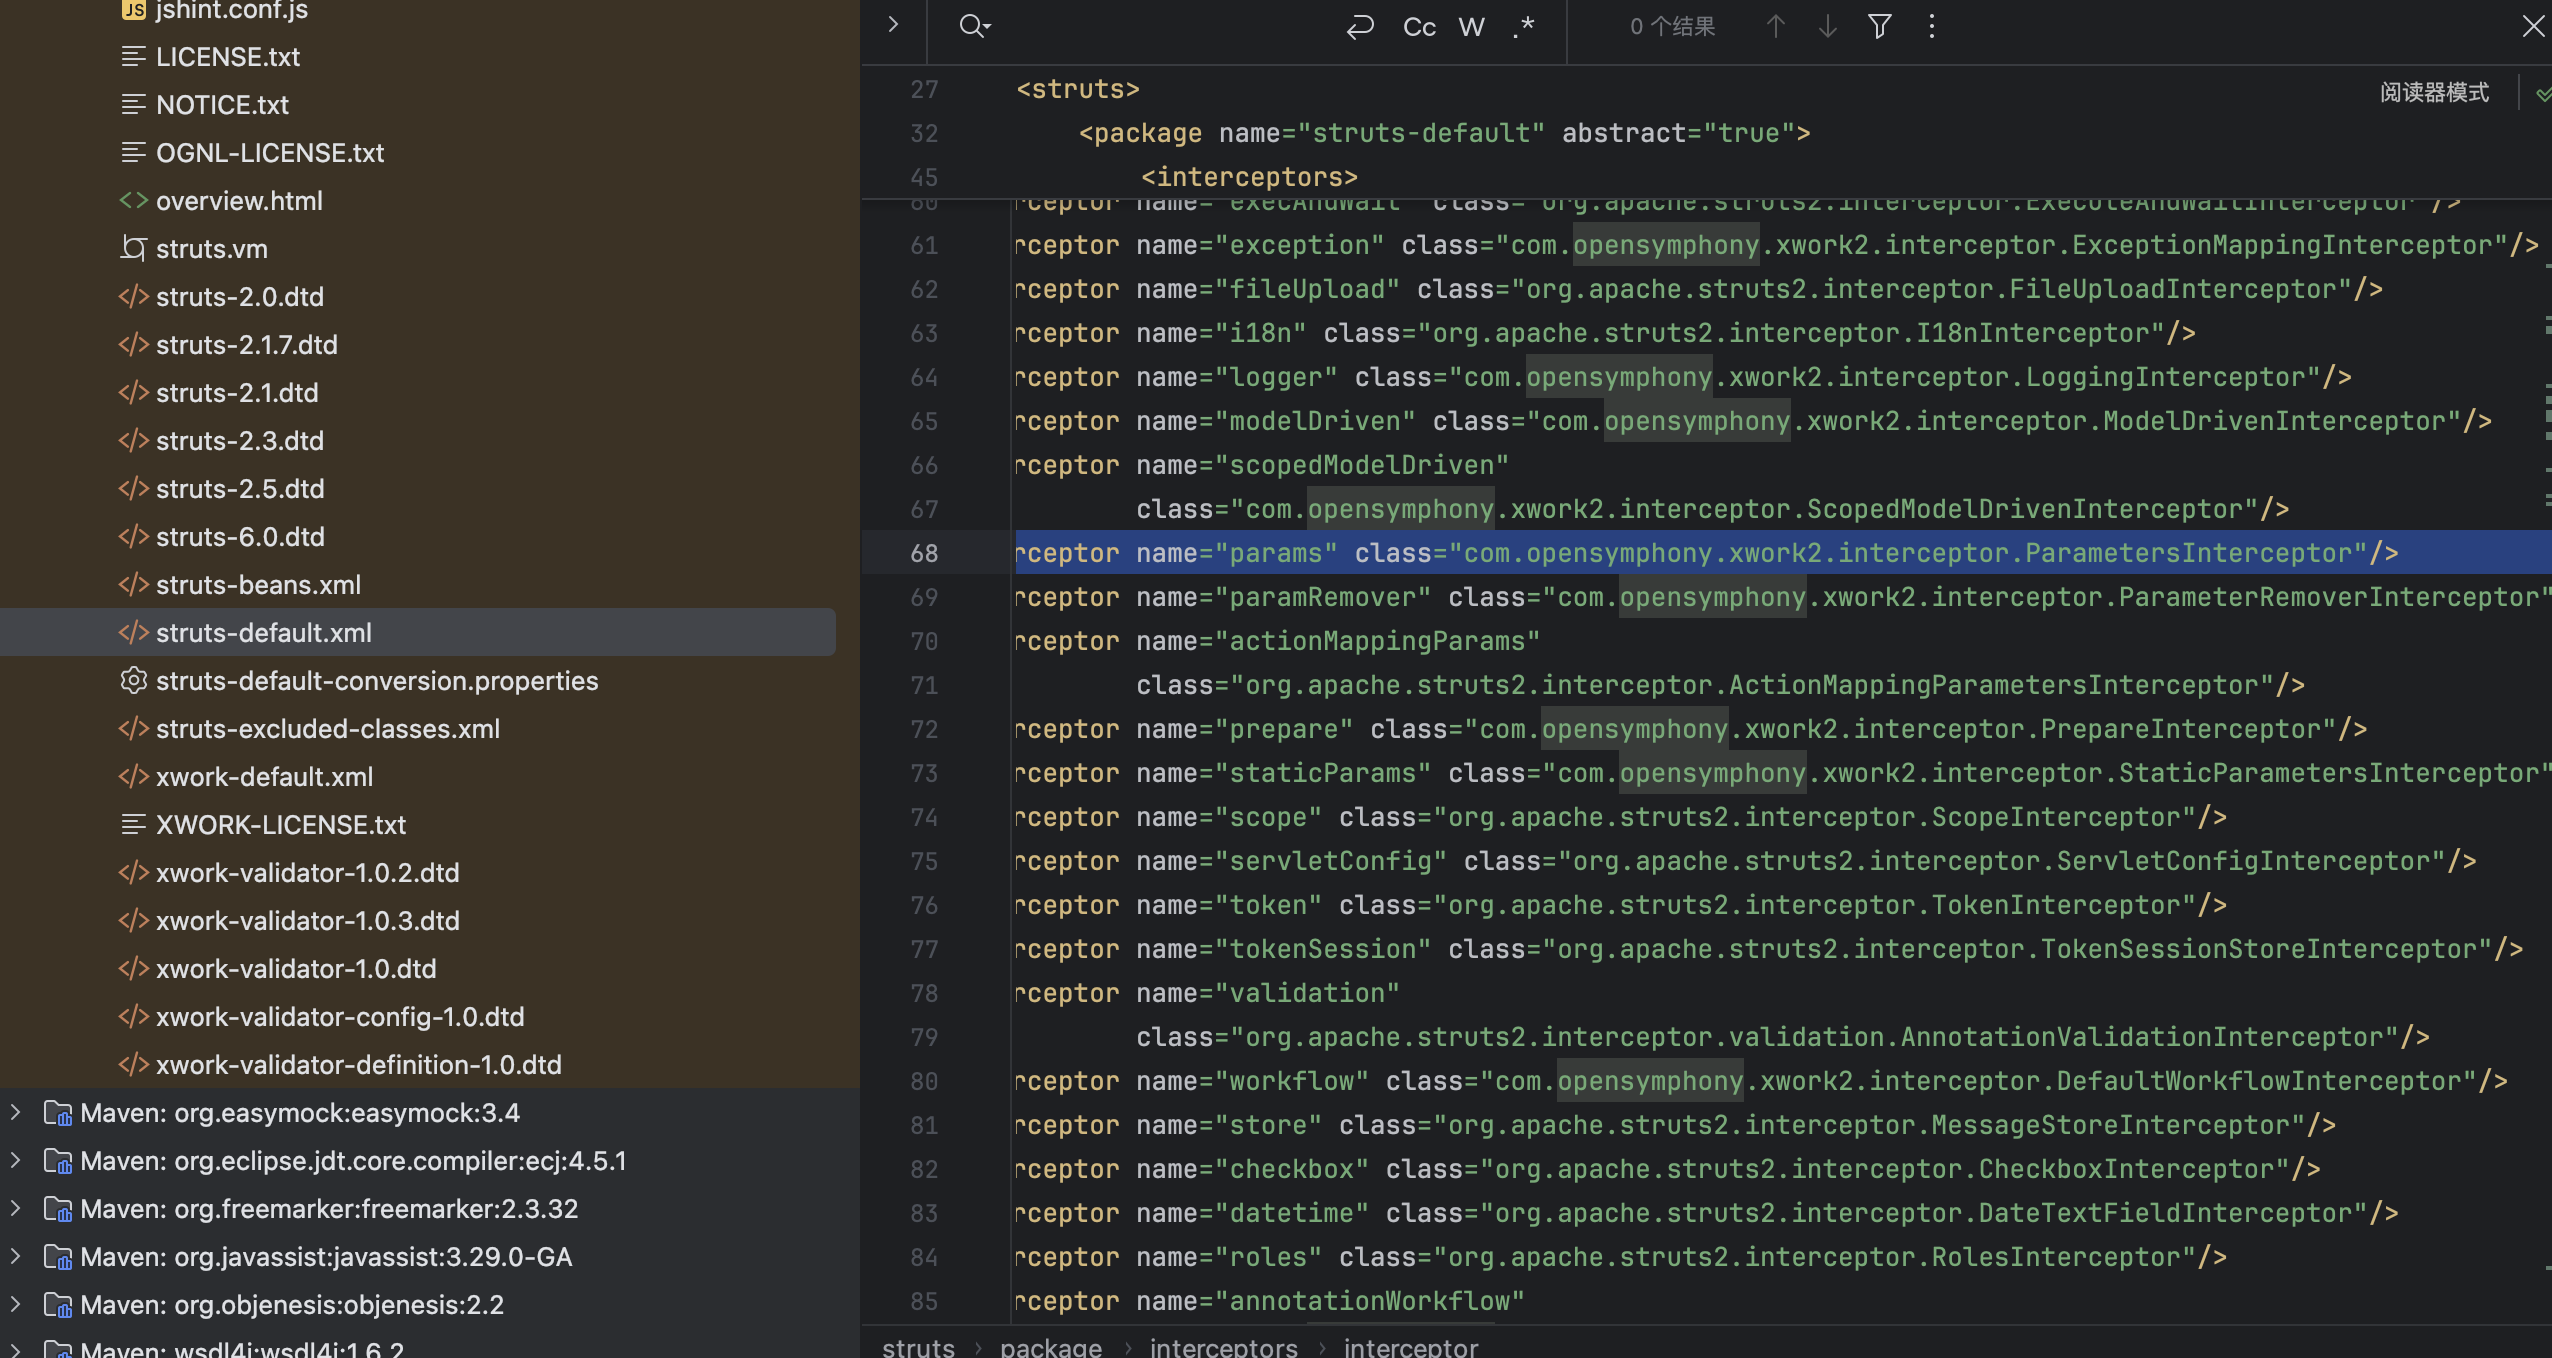 jshint.conf.js
LICENSE.txt
NOTICE.txt
OGNL-LICENSE.txt
overview.html
struts.vm
struts-2.0.dtd
struts-2.1.7.dtd
struts-2.1.dtd
struts-2.3.dtd
struts-2.5.dtd
struts-6.0.dtd
struts-beans.xml
struts-default.xml
struts-default-conversion.properties
struts-excluded-classes.xml
xwork-default.xml
XWORK-LICENSE.txt
xwork-validator-1.0.2.dtd
xwork-validator-1.0.3.dtd
xwork-validator-1.0.dtd
xwork-validator-config-1.0.dtd
xwork-validator-definition-1.0.dtd
Maven: org.easymock:easymock:3.4
Maven: org.eclipse.jdt.core.compiler:ecj:4.5.1
Maven: org.freemarker:freemarker:2.3.32
Maven: org.javassist:javassist:3.29.0-GA
Maven: org.objenesis:objenesis:2.2
Maven: wsdl4j:wsdl4j:1.6.2
Cc W .* 0 个结果
阅读器模式
27 <struts>
32 <package name="struts-default" abstract="true">
45 <interceptors>
60 rceptor name="execAndWait" class="org.apache.struts2.interceptor.ExecuteAndWaitInterceptor"/>
61 rceptor name="exception" class="com.opensymphony.xwork2.interceptor.ExceptionMappingInterceptor"/>
62 rceptor name="fileUpload" class="org.apache.struts2.interceptor.FileUploadInterceptor"/>
63 rceptor name="i18n" class="org.apache.struts2.interceptor.I18nInterceptor"/>
64 rceptor name="logger" class="com.opensymphony.xwork2.interceptor.LoggingInterceptor"/>
65 rceptor name="modelDriven" class="com.opensymphony.xwork2.interceptor.ModelDrivenInterceptor"/>
66 rceptor name="scopedModelDriven"
67 class="com.opensymphony.xwork2.interceptor.ScopedModelDrivenInterceptor"/>
68 rceptor name="params" class="com.opensymphony.xwork2.interceptor.ParametersInterceptor"/>
69 rceptor name="paramRemover" class="com.opensymphony.xwork2.interceptor.ParameterRemoverInterceptor"
70 rceptor name="actionMappingParams"
71 class="org.apache.struts2.interceptor.ActionMappingParametersInterceptor"/>
72 rceptor name="prepare" class="com.opensymphony.xwork2.interceptor.PrepareInterceptor"/>
73 rceptor name="staticParams" class="com.opensymphony.xwork2.interceptor.StaticParametersInterceptor"
74 rceptor name="scope" class="org.apache.struts2.interceptor.ScopeInterceptor"/>
75 rceptor name="servletConfig" class="org.apache.struts2.interceptor.ServletConfigInterceptor"/>
76 rceptor name="token" class="org.apache.struts2.interceptor.TokenInterceptor"/>
77 rceptor name="tokenSession" class="org.apache.struts2.interceptor.TokenSessionStoreInterceptor"/>
78 rceptor name="validation"
79 class="org.apache.struts2.interceptor.validation.AnnotationValidationInterceptor"/>
80 rceptor name="workflow" class="com.opensymphony.xwork2.interceptor.DefaultWorkflowInterceptor"/>
81 rceptor name="store" class="org.apache.struts2.interceptor.MessageStoreInterceptor"/>
82 rceptor name="checkbox" class="org.apache.struts2.interceptor.CheckboxInterceptor"/>
83 rceptor name="datetime" class="org.apache.struts2.interceptor.DateTextFieldInterceptor"/>
84 rceptor name="roles" class="org.apache.struts2.interceptor.RolesInterceptor"/>
85 rceptor name="annotationWorkflow"
struts › package › interceptors › interceptor